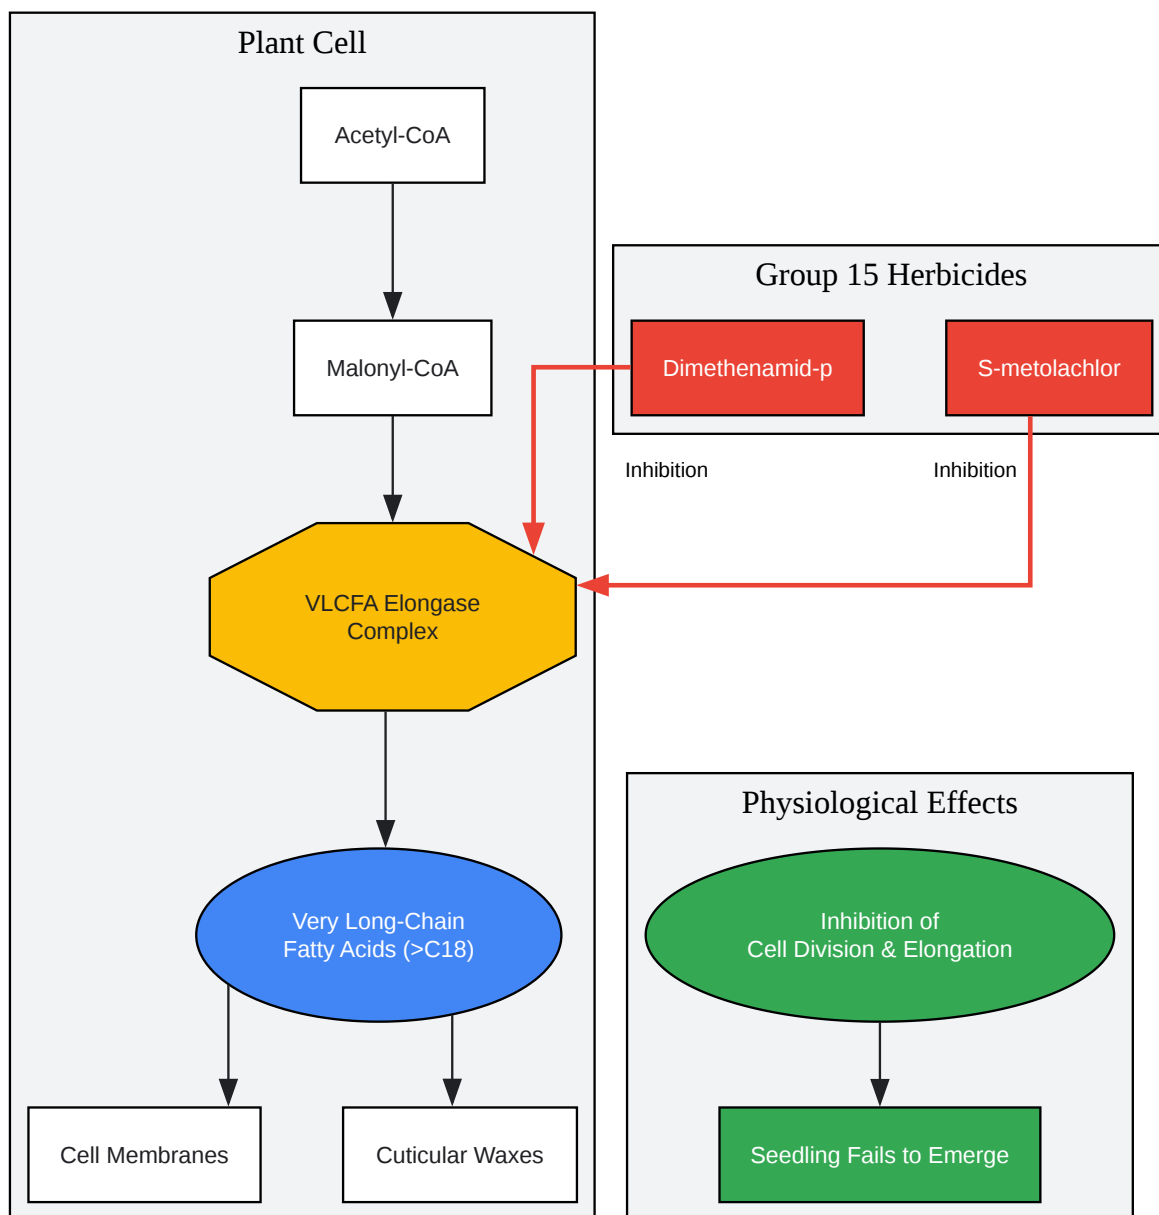 Plant Cell
Acetyl-CoA
Malonyl-CoA
VLCFA Elongase
Complex
Very Long-Chain
Fatty Acids (>C18)
Cell Membranes
Cuticular Waxes
Group 15 Herbicides
Dimethenamid-p
S-metolachlor
Inhibition
Inhibition
Physiological Effects
Inhibition of
Cell Division & Elongation
Seedling Fails to Emerge